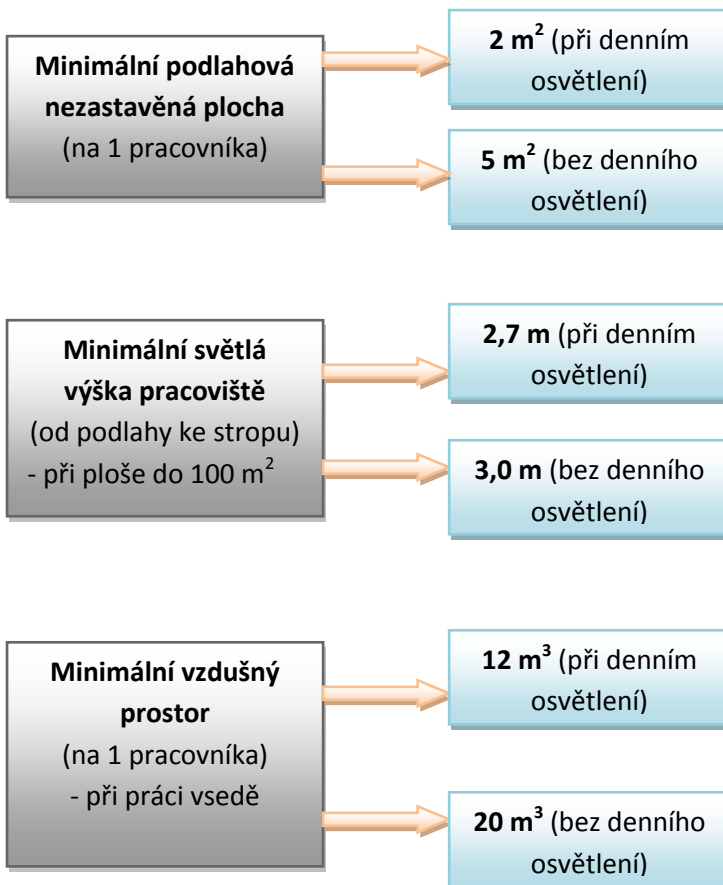 Minimální podlahová
nezastavěná plocha
(na 1 pracovníka)
2 m² (při denním
osvětlení)
5 m² (bez denního
osvětlení)
Minimální světlá
výška pracoviště
(od podlahy ke stropu)
- při ploše do 100 m²
2,7 m (při denním
osvětlení)
3,0 m (bez denního
osvětlení)
Minimální vzdušný
prostor
(na 1 pracovníka)
- při práci vsedě
12 m³ (při denním
osvětlení)
20 m³ (bez denního
osvětlení)